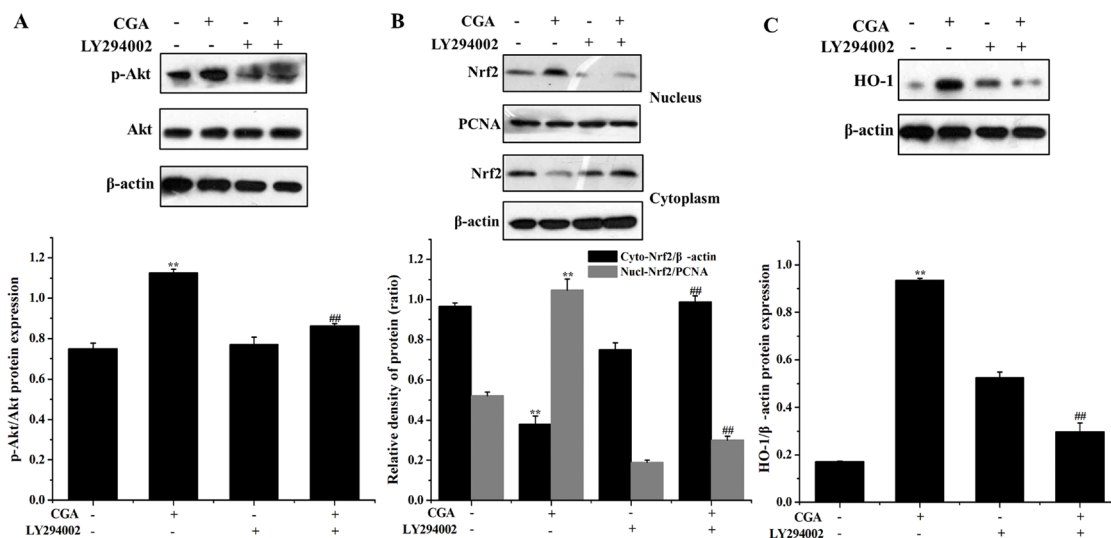 A
CGA - + - +
LY294002 - - + +
p-Akt
Akt
β-actin
p-Akt/Akt protein expression
1.2
1.0
0.8
0.6
0.4
0.2
0.0
**
##
CGA - + - +
LY294002 - - + +
B
CGA - + - +
LY294002 - - + +
Nrf2
Nucleus
PCNA
Nrf2
Cytoplasm
β-actin
Relative density of protein (ratio)
1.2
1.0
0.8
0.6
0.4
0.2
0.0
Cyto-Nrf2/β -actin
Nucl-Nrf2/PCNA
**
**
##
##
CGA - + - +
LY294002 - - + +
C
CGA - + - +
LY294002 - - + +
HO-1
β-actin
HO-1/β -actin protein expression
1.0
0.8
0.6
0.4
0.2
0.0
**
##
CGA - + - +
LY294002 - - + +